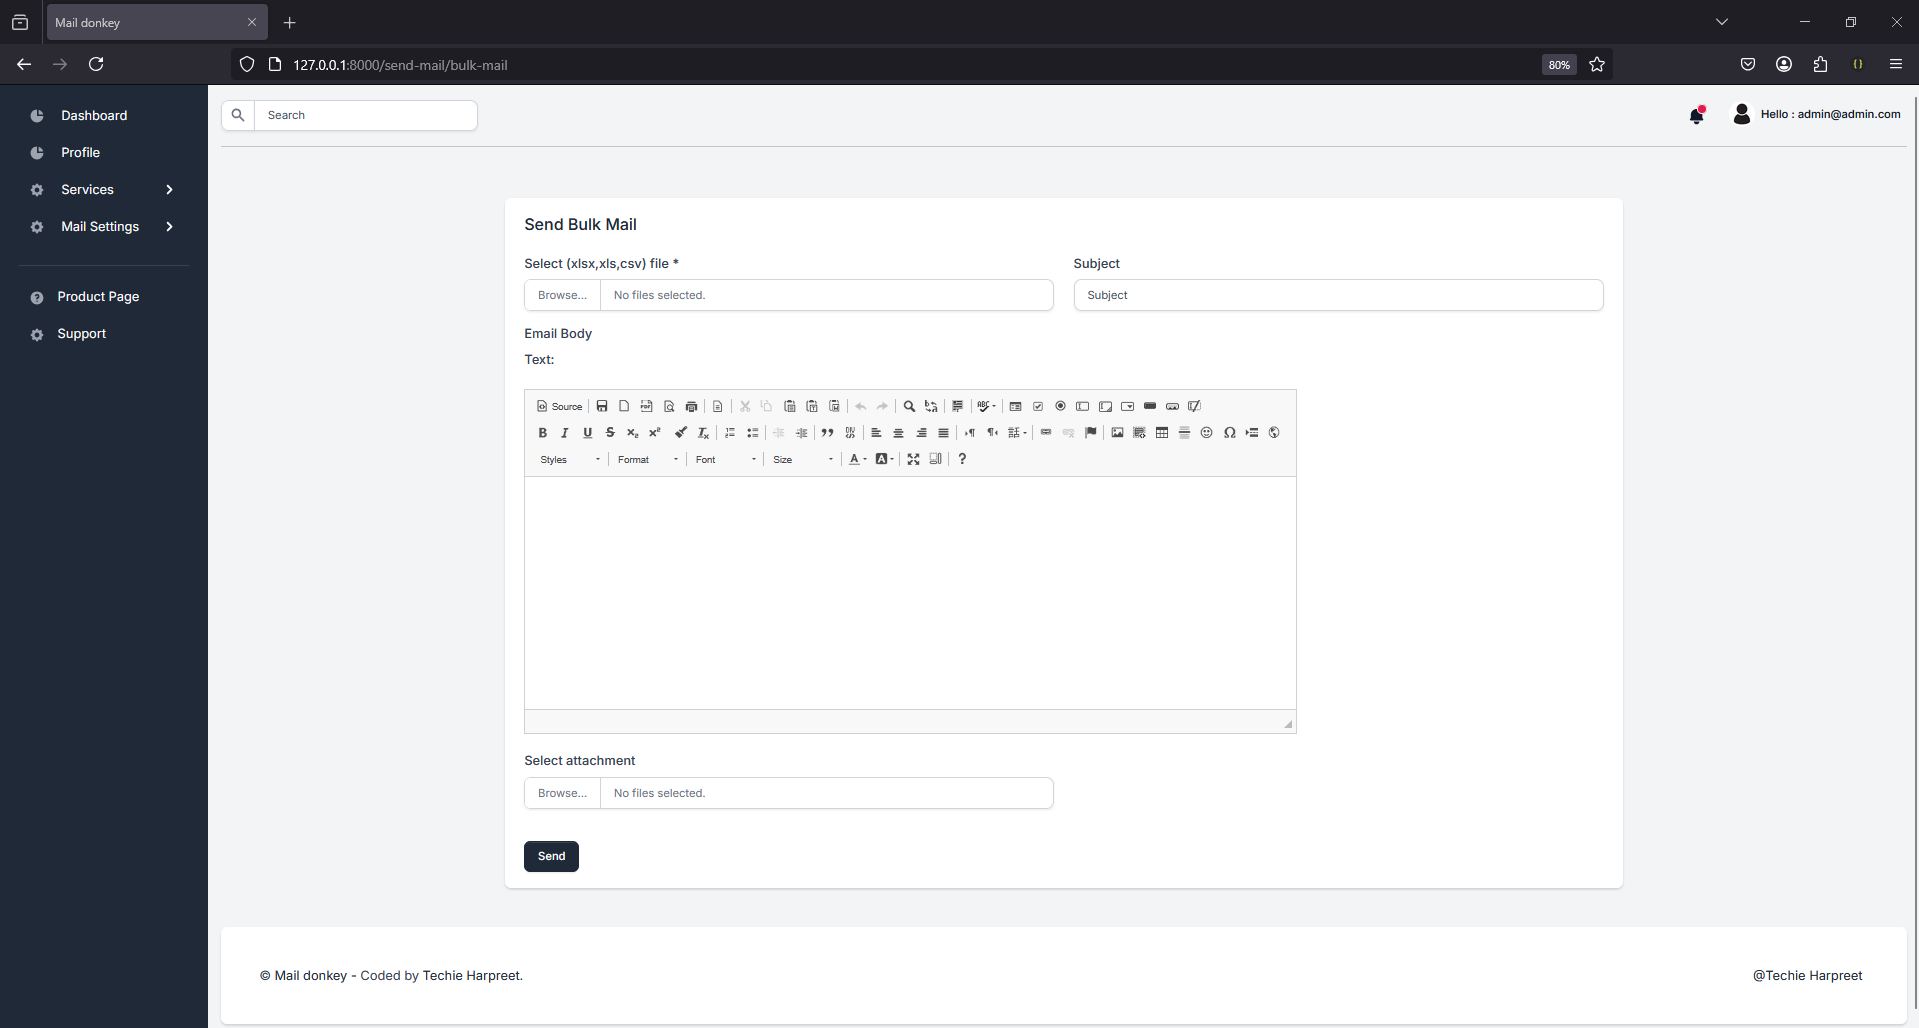 Mail donkey
127.0.0.1:8000/send-mail/bulk-mail
80%
Dashboard
Profile
Services
Mail Settings
Product Page
Support
Search
Hello : admin@admin.com
Send Bulk Mail
Select (xlsx,xls,csv) file *
Browse...
No files selected.
Subject
Subject
Email Body
Text:
Source
Styles
Format
Font
Size
Select attachment
Browse...
No files selected.
Send
© Mail donkey - Coded by Techie Harpreet.
@Techie Harpreet